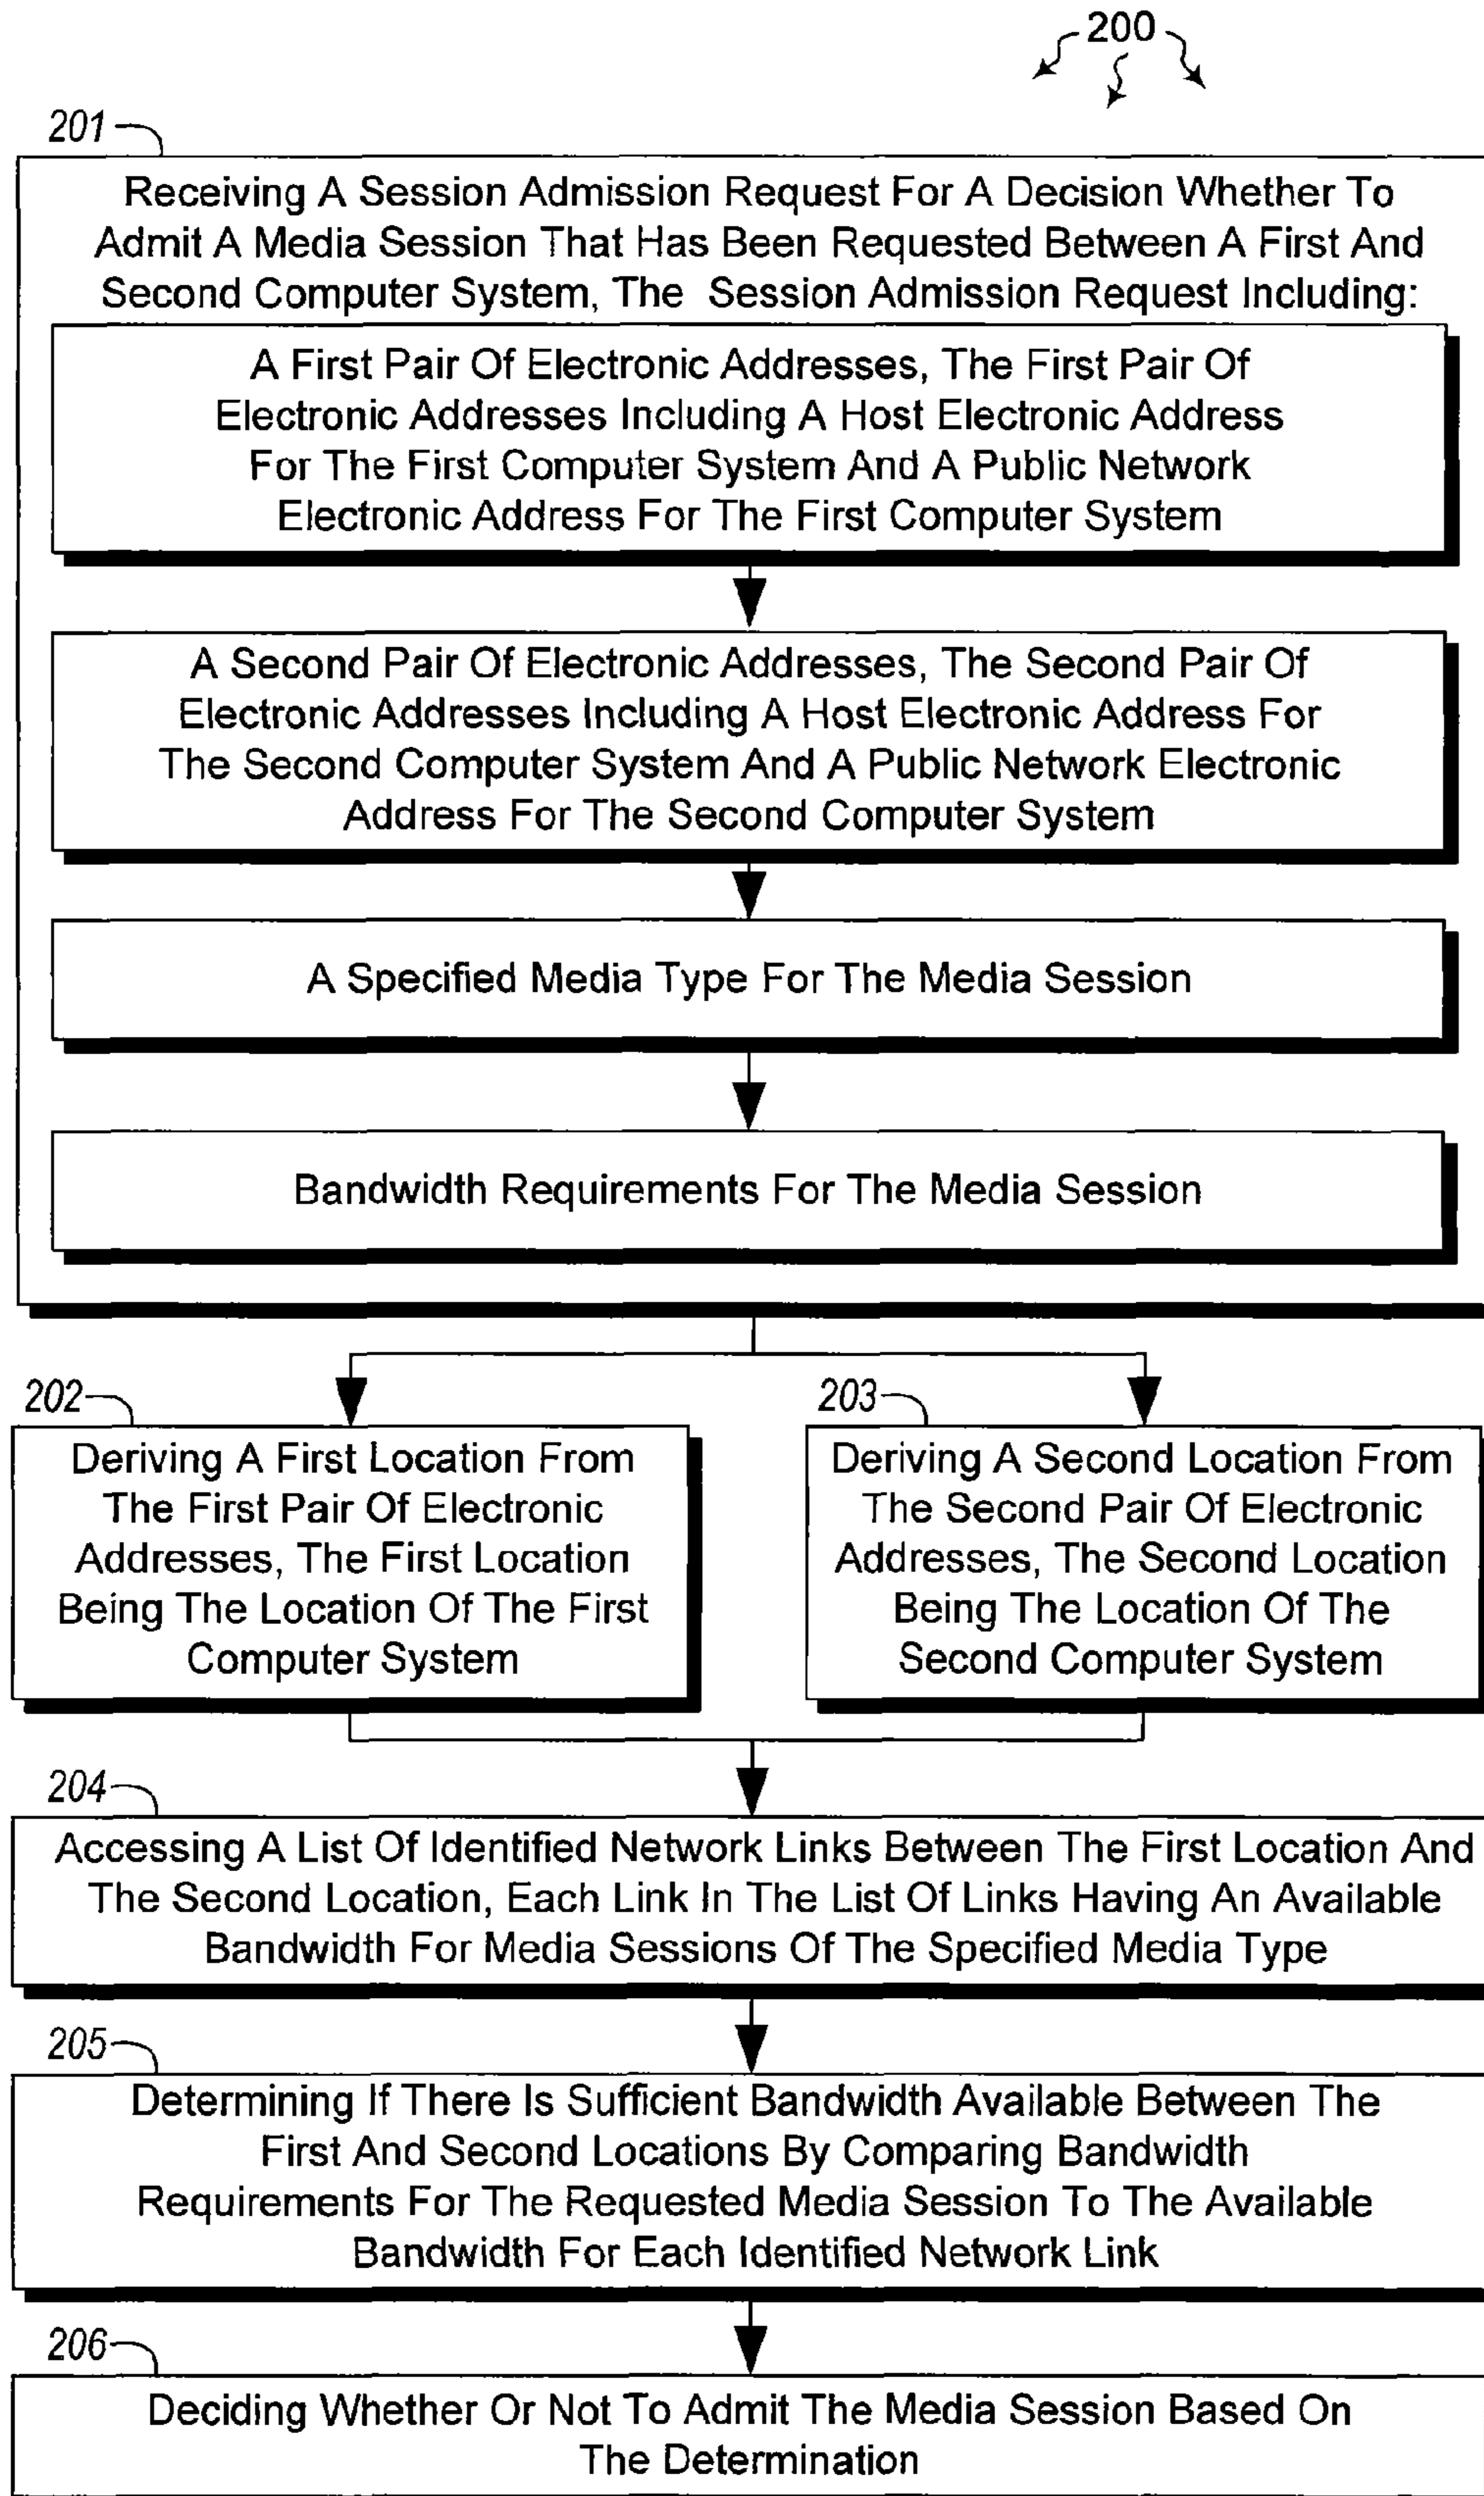 200
201
Receiving A Session Admission Request For A Decision Whether To
Admit A Media Session That Has Been Requested Between A First And
Second Computer System, The Session Admission Request Including:
A First Pair Of Electronic Addresses, The First Pair Of
Electronic Addresses Including A Host Electronic Address
For The First Computer System And A Public Network
Electronic Address For The First Computer System
A Second Pair Of Electronic Addresses, The Second Pair Of
Electronic Addresses Including A Host Electronic Address For
The Second Computer System And A Public Network Electronic
Address For The Second Computer System
A Specified Media Type For The Media Session
Bandwidth Requirements For The Media Session
202
Deriving A First Location From
The First Pair Of Electronic
Addresses, The First Location
Being The Location Of The First
Computer System
203
Deriving A Second Location From
The Second Pair Of Electronic
Addresses, The Second Location
Being The Location Of The
Second Computer System
204
Accessing A List Of Identified Network Links Between The First Location And
The Second Location, Each Link In The List Of Links Having An Available
Bandwidth For Media Sessions Of The Specified Media Type
205
Determining If There Is Sufficient Bandwidth Available Between The
First And Second Locations By Comparing Bandwidth
Requirements For The Requested Media Session To The Available
Bandwidth For Each Identified Network Link
206
Deciding Whether Or Not To Admit The Media Session Based On
The Determination